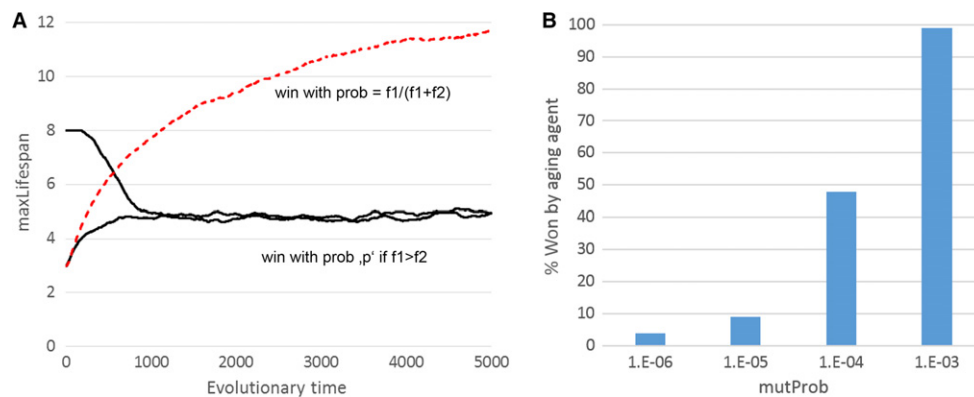 A
maxLifespan
12
10
8
6
4
2
0
win with prob = f1/(f1+f2)
win with prob ‚p‘ if f1>f2
0 1000 2000 3000 4000 5000
Evolutionary time
B
% Won by aging agent
100
90
80
70
60
50
40
30
20
10
0
1.E-06 1.E-05 1.E-04 1.E-03
mutProb